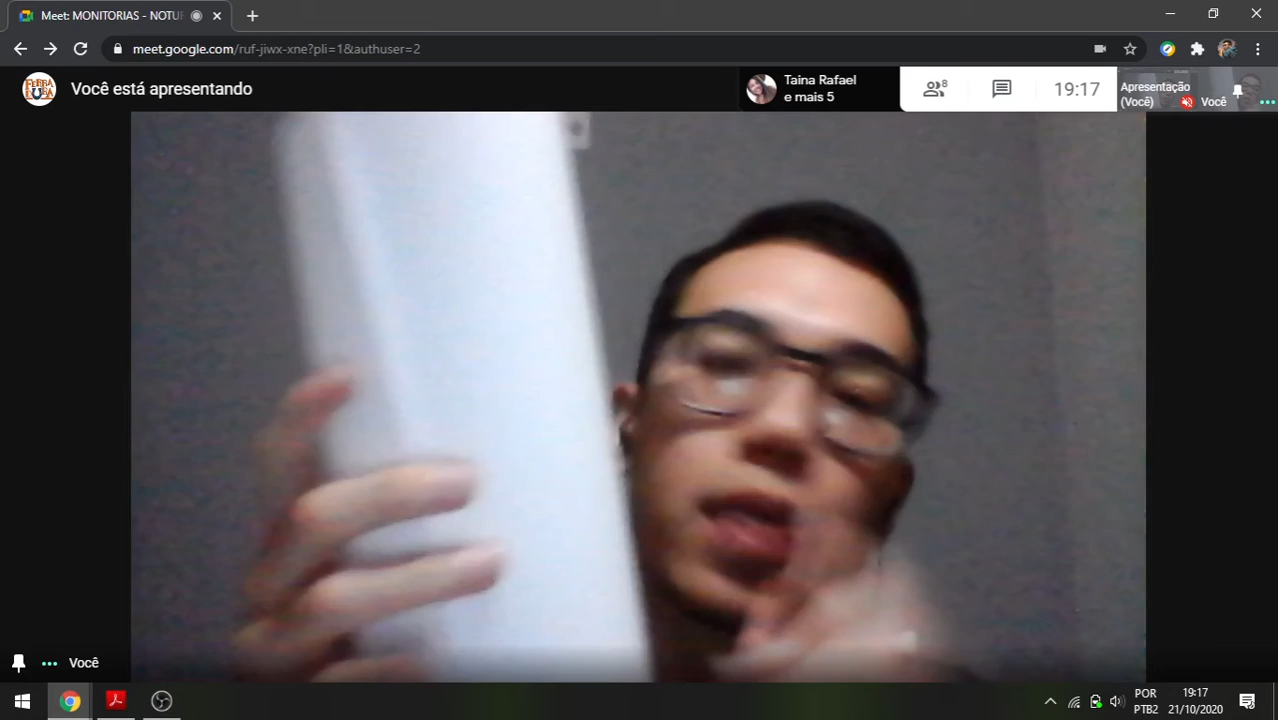 Meet: MONITORIAS - NOTU
meet.google.com/ruf-jiwx-xne?pli=1&authuser=2
Você está apresentando
Taina Rafael
e mais 5
8
19:17
Apresentação
(Você)
Você
Você
POR
PTB2
19:17
21/10/2020